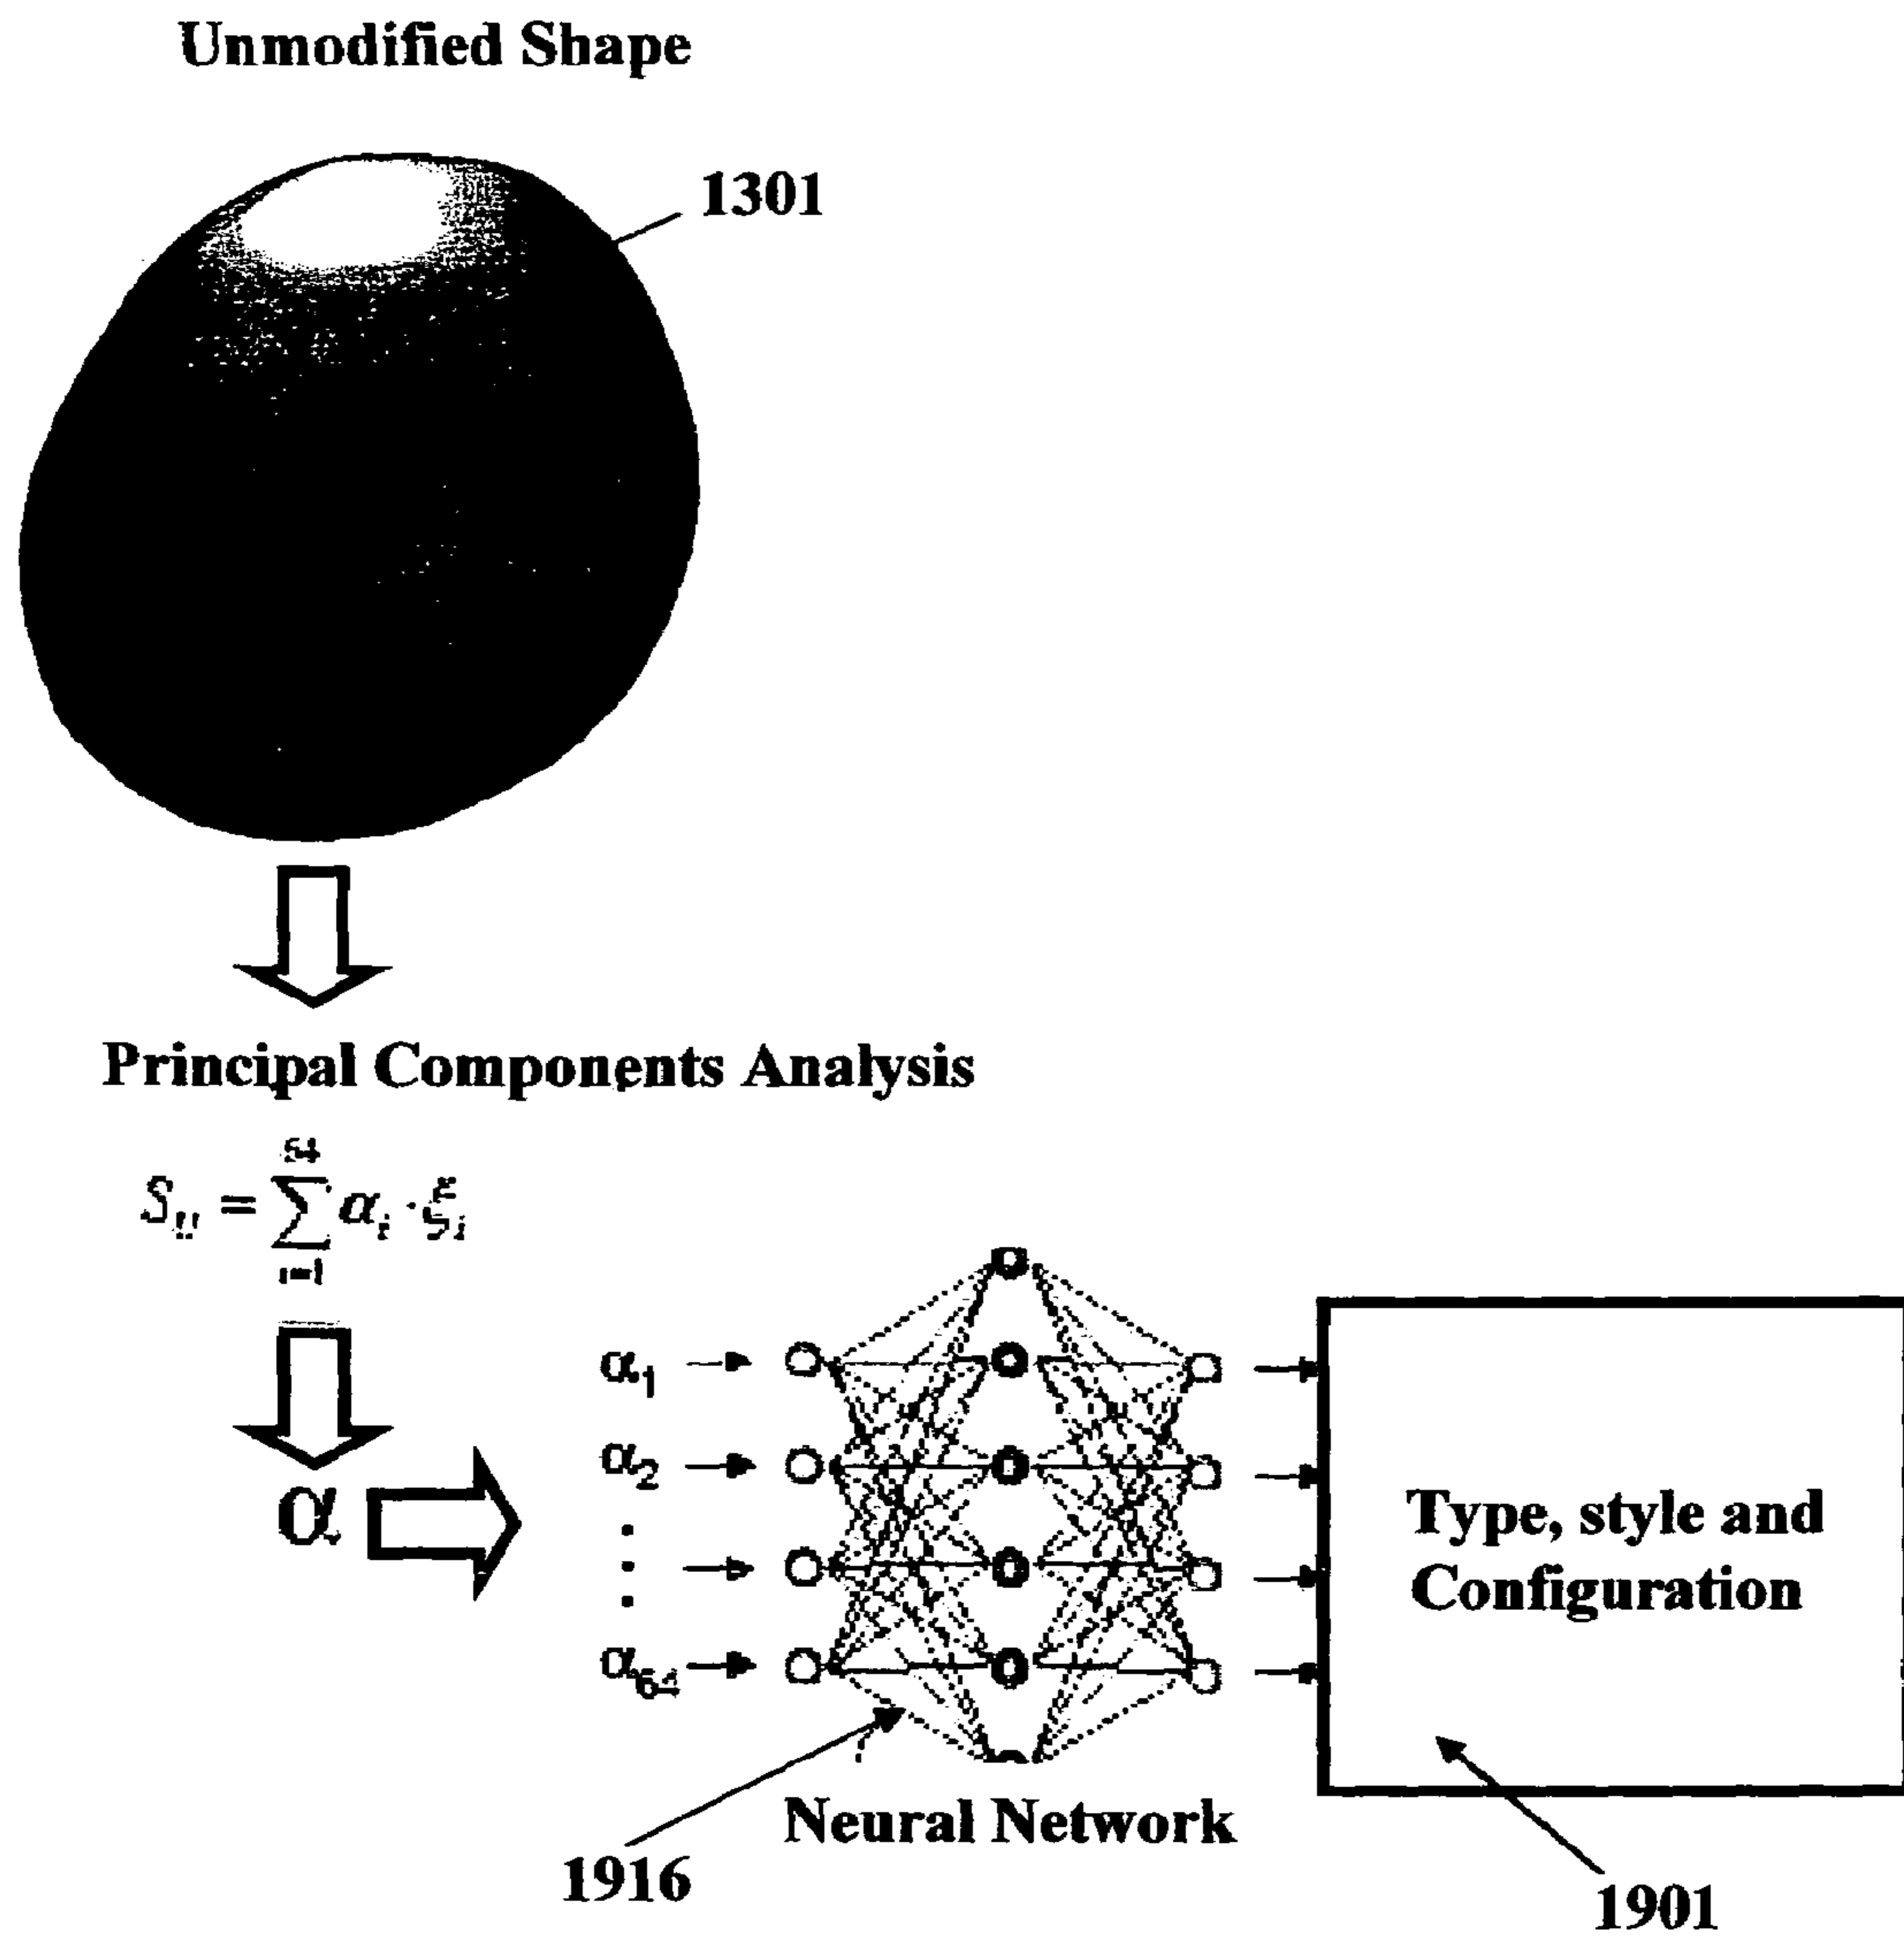 Unmodified Shape
1301
Principal Components Analysis
64
S_u = ∑ α_i · ξ_i
i=1
α
α₁
α₂
α₆₄
Type, style and
Configuration
Neural Network
1916
1901